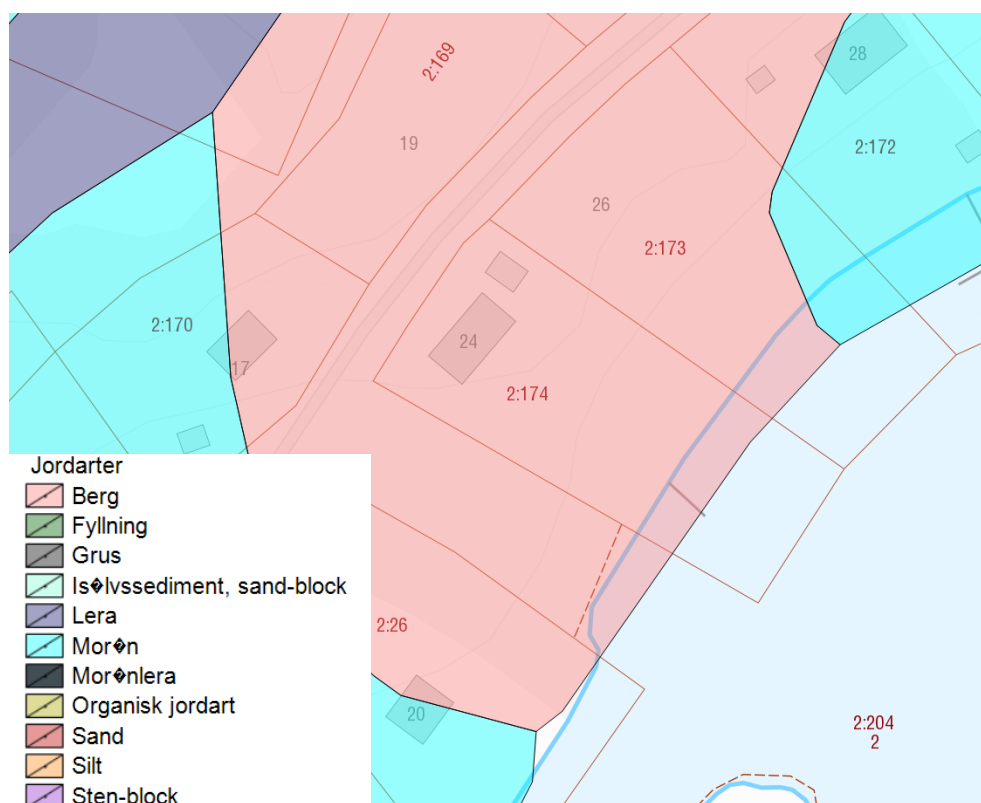 2:169
28
19
2:172
26
2:173
2:170
24
17
2:174
Jordarter
Berg
Fyllning
Grus
Is�lvssediment, sand-block
Lera
Mor�n
Mor�nlera
Organisk jordart
Sand
Silt
Sten-block
2:26
20
2:204
2